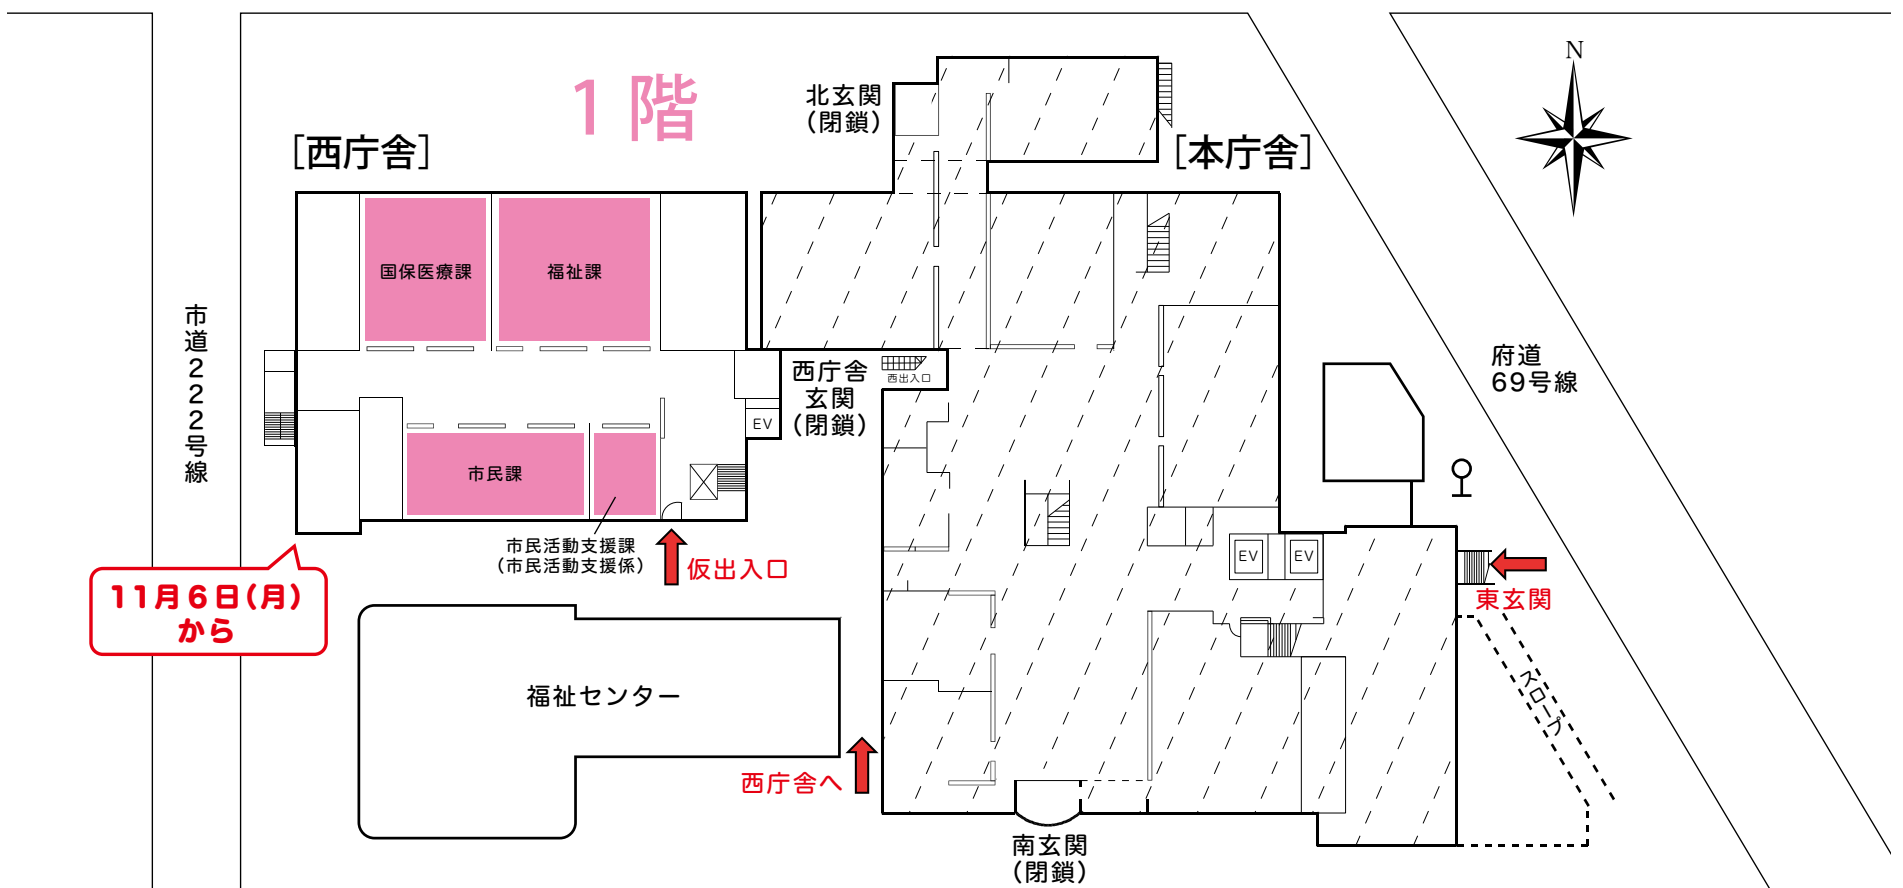 1階
N
[西庁舎]
北玄関
（閉鎖）
[本庁舎]
国保医療課
福祉課
市道222号線
西庁舎
玄関
（閉鎖）
西出入口
府道
69号線
EV
市民課
市民活動支援課
（市民活動支援係）
仮出入口
11月6日(月)
から
EV
EV
東玄関
スロープ
福祉センター
西庁舎へ
南玄関
（閉鎖）